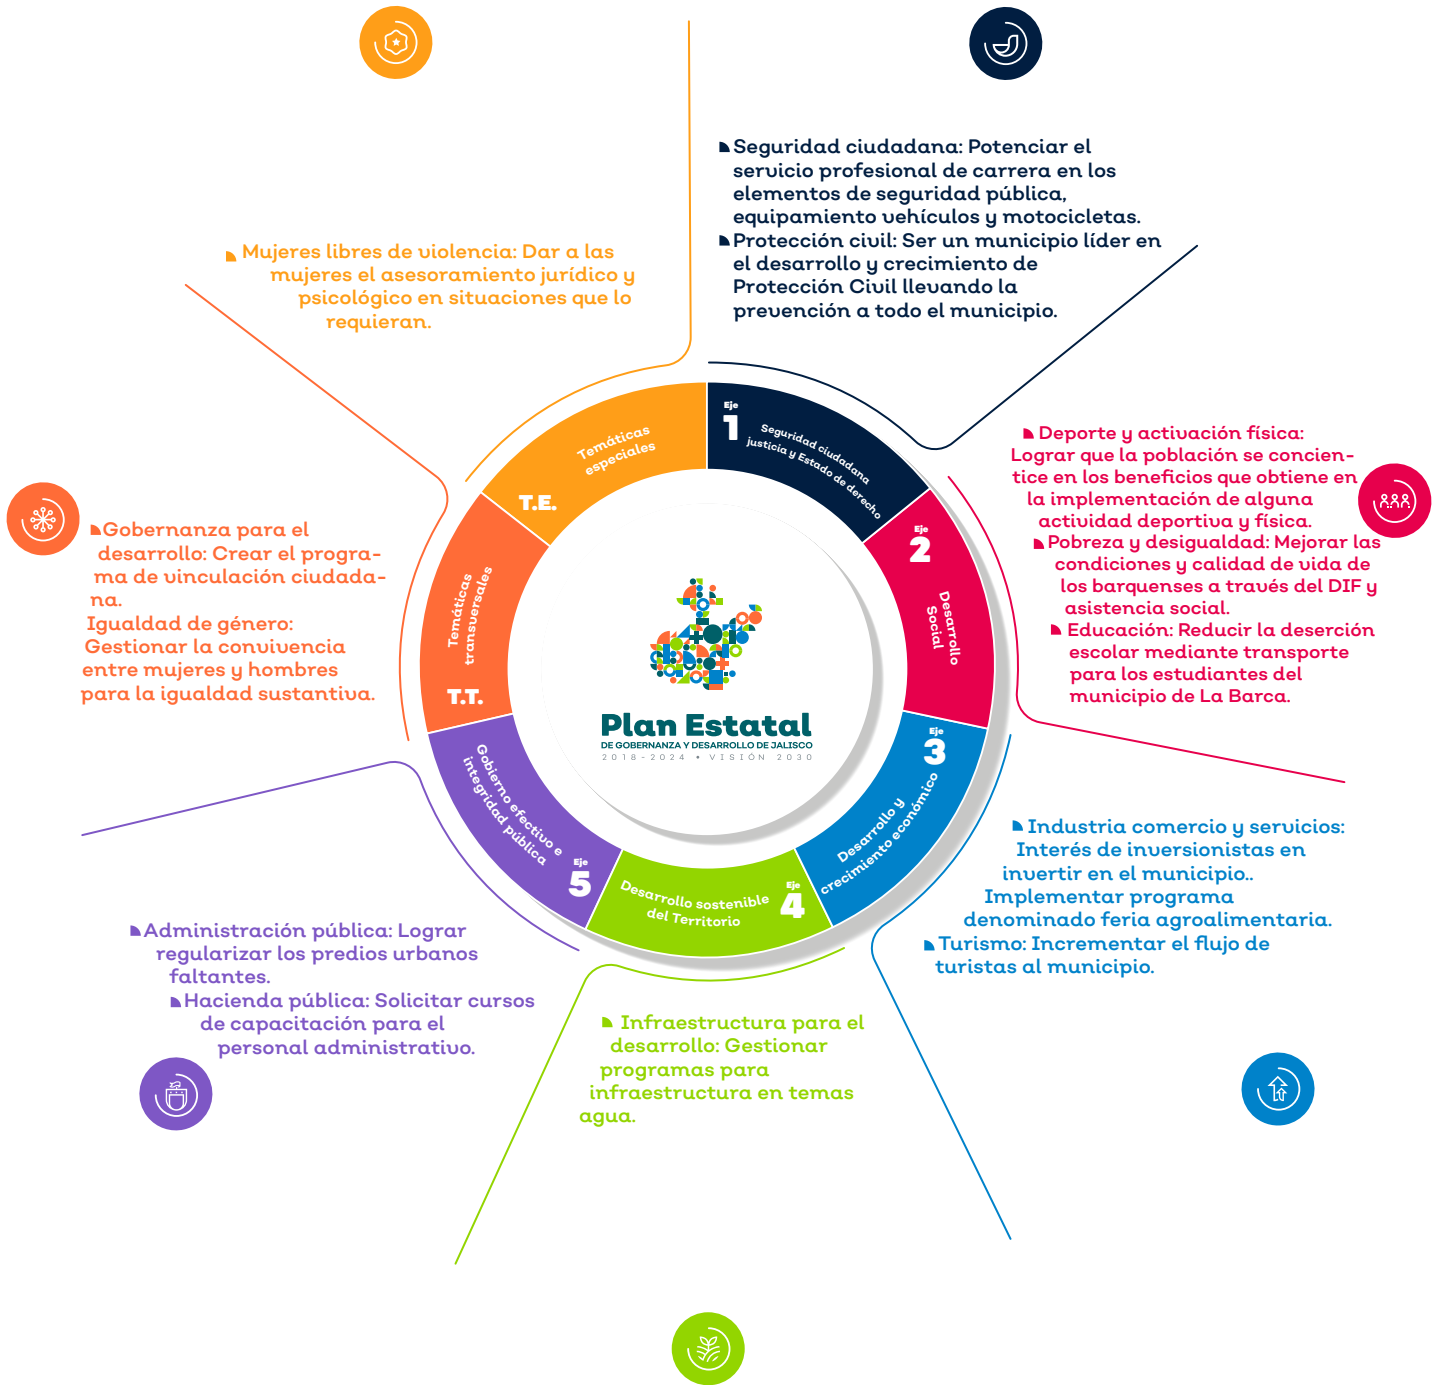 Seguridad ciudadana: Potenciar el
servicio profesional de carrera en los
elementos de seguridad pública,
equipamiento vehículos y motocicletas.
Protección civil: Ser un municipio líder en
el desarrollo y crecimiento de
Protección Civil llevando la
prevención a todo el municipio.
Mujeres libres de violencia: Dar a las
mujeres el asesoramiento jurídico y
psicológico en situaciones que lo
requieran.
Deporte y activación física:
Lograr que la población se concien-
tice en los beneficios que obtiene en
la implementación de alguna
actividad deportiva y física.
Pobreza y desigualdad: Mejorar las
condiciones y calidad de vida de
los barquenses a través del DIF y
asistencia social.
Educación: Reducir la deserción
escolar mediante transporte
para los estudiantes del
municipio de La Barca.
Gobernanza para el
desarrollo: Crear el progra-
ma de vinculación ciudada-
na.
Igualdad de género:
Gestionar la convivencia
entre mujeres y hombres
para la igualdad sustantiva.
Eje
1
Seguridad ciudadana
justicia y Estado de derecho
Eje
2
Desarrollo
Social
Eje
3
Desarrollo y
crecimiento económico
Eje
4
Desarrollo sostenible
del Territorio
Eje
5
Gobierno efectivo e
integridad pública
T.T.
Temáticas
transversales
T.E.
Temáticas
especiales
Plan Estatal
DE GOBERNANZA Y DESARROLLO DE JALISCO
2018-2024 • VISIÓN 2030
Industria comercio y servicios:
Interés de inversionistas en
invertir en el municipio..
Implementar programa
denominado feria agroalimentaria.
Turismo: Incrementar el flujo de
turistas al municipio.
Administración pública: Lograr
regularizar los predios urbanos
faltantes.
Hacienda pública: Solicitar cursos
de capacitación para el
personal administrativo.
Infraestructura para el
desarrollo: Gestionar
programas para
infraestructura en temas
agua.